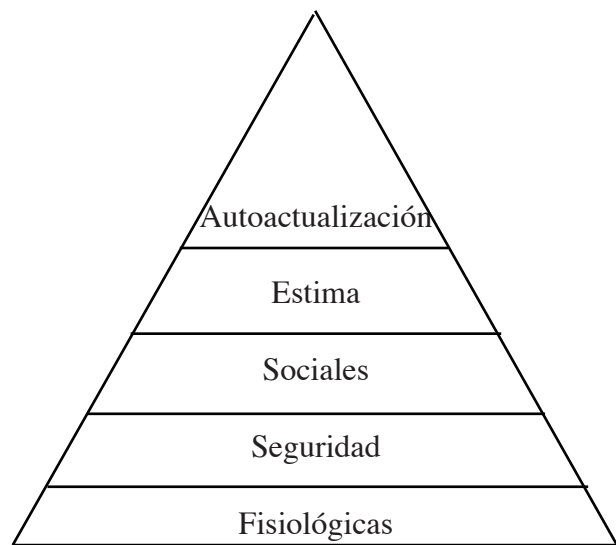 Autoactualización
Estima
Sociales
Seguridad
Fisiológicas